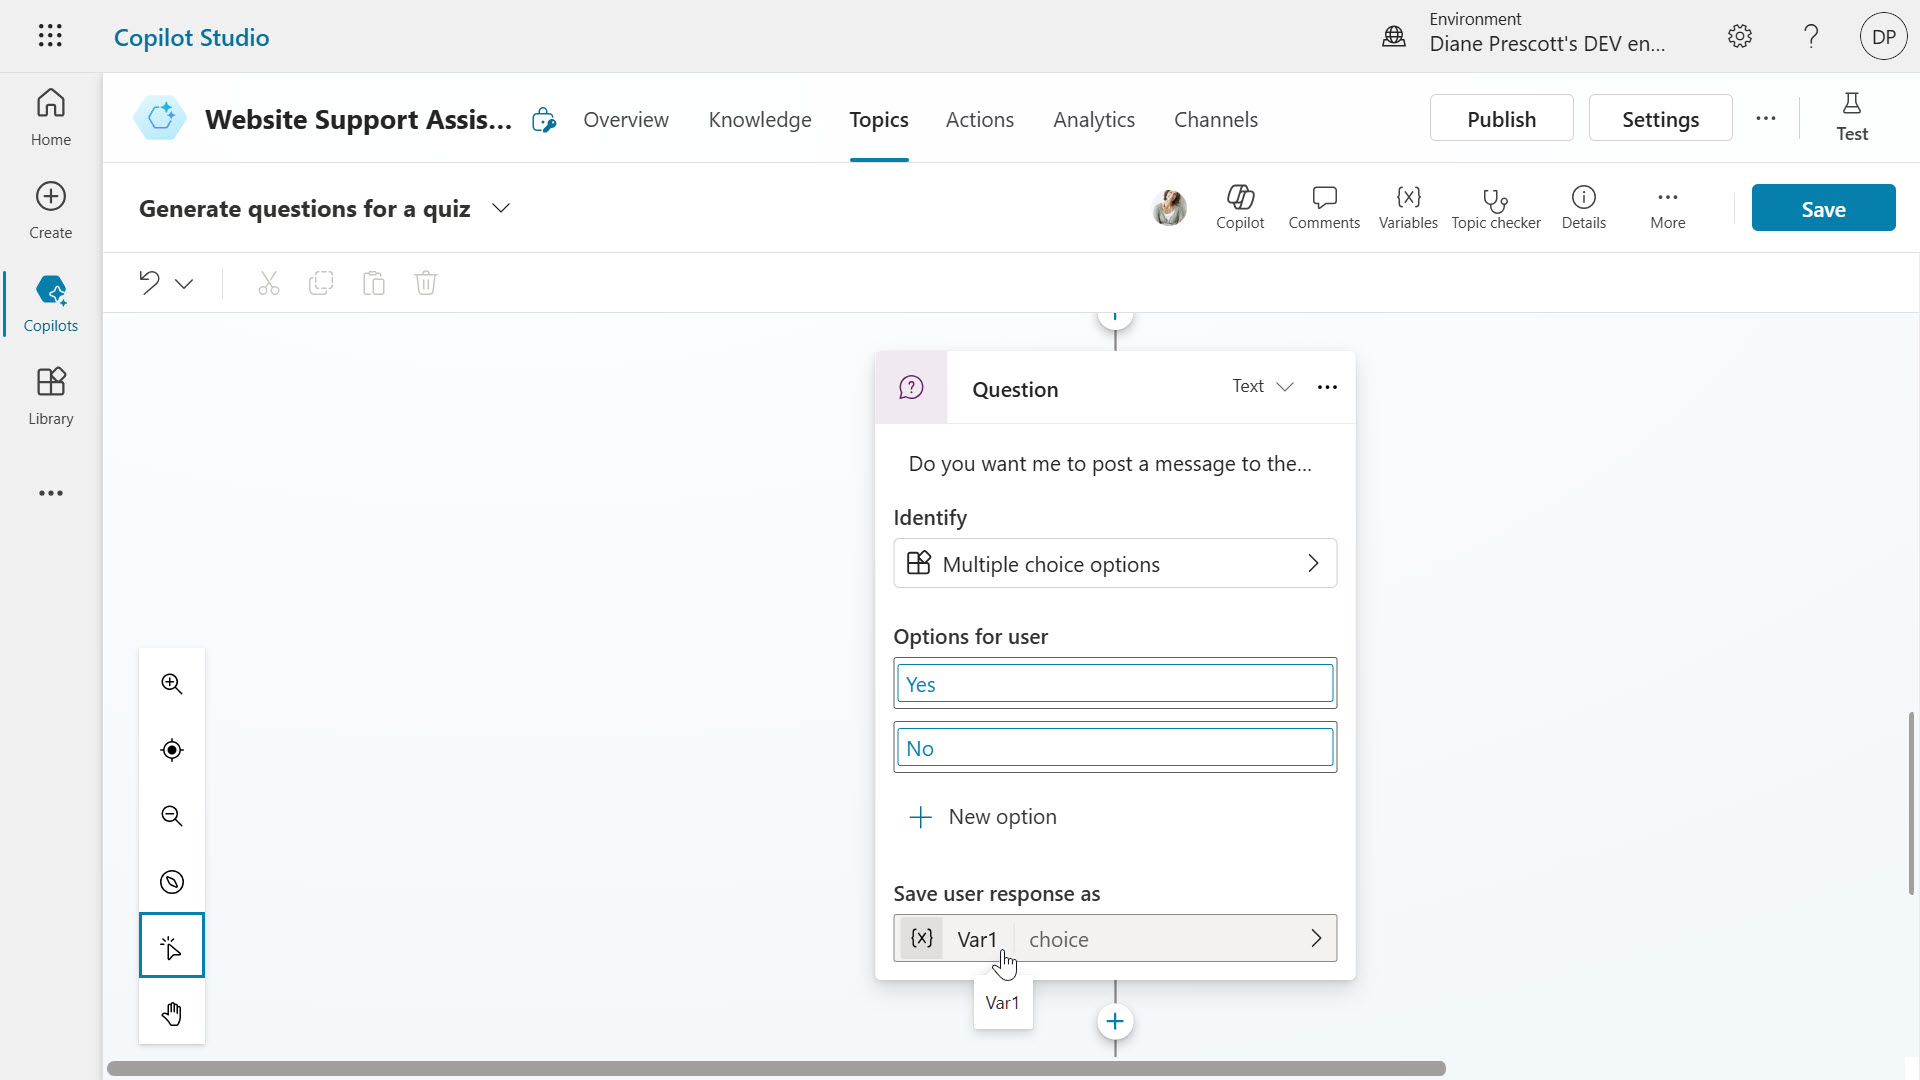 Copilot Studio
Environment
Diane Prescott's DEV en...
DP
Home
Create
Copilots
Library
Website Support Assis...
Overview
Knowledge
Topics
Actions
Analytics
Channels
Publish
Settings
Test
Generate questions for a quiz
Copilot
Comments
Variables
Topic checker
Details
More
Save
Question
Text
Do you want me to post a message to the...
Identify
Multiple choice options
Options for user
Yes
No
New option
Save user response as
{x} Var1 choice
Var1